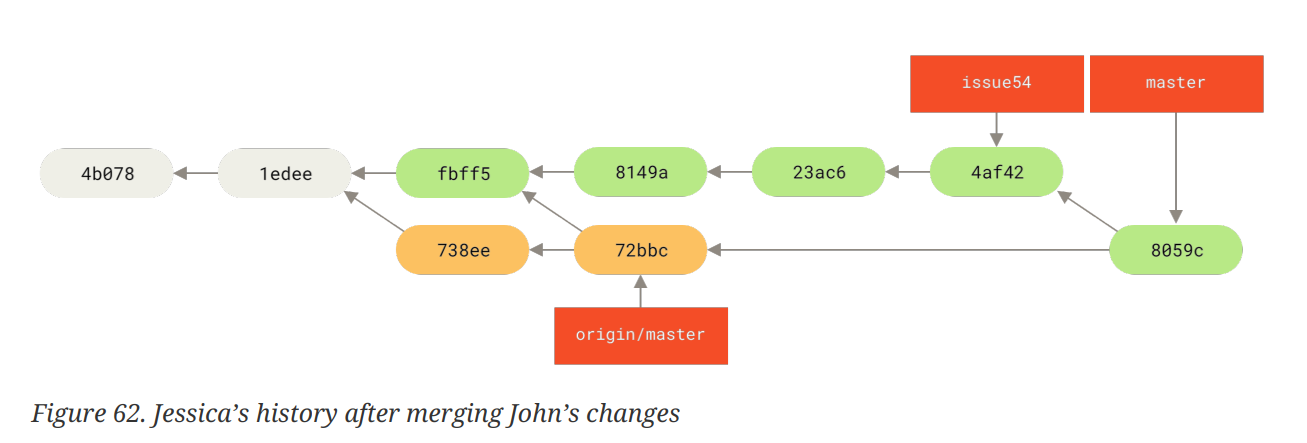 issue54
master
4b078
1edee
fbff5
8149a
23ac6
4af42
738ee
72bbc
8059c
origin/master
Figure 62. Jessica’s history after merging John’s changes